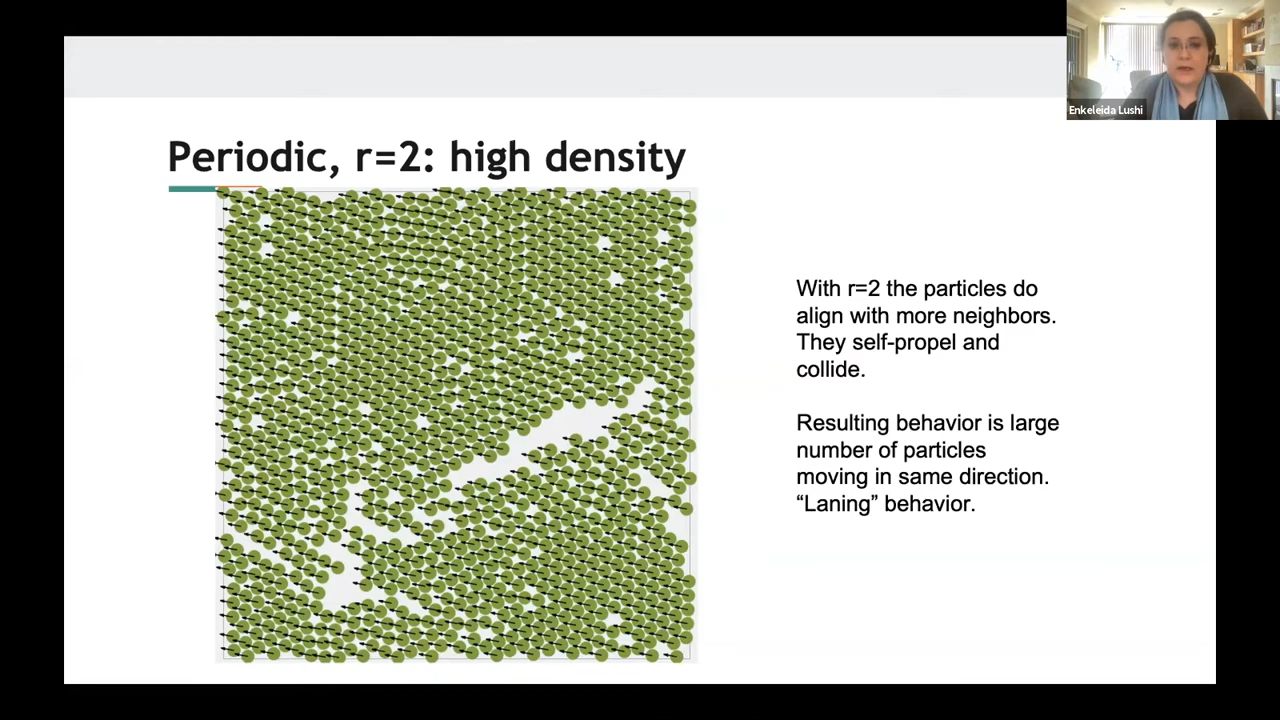 Enkeleida Lushi
Periodic, r=2: high density
With r=2 the particles do
align with more neighbors.
They self-propel and
collide.
Resulting behavior is large
number of particles
moving in same direction.
“Laning” behavior.